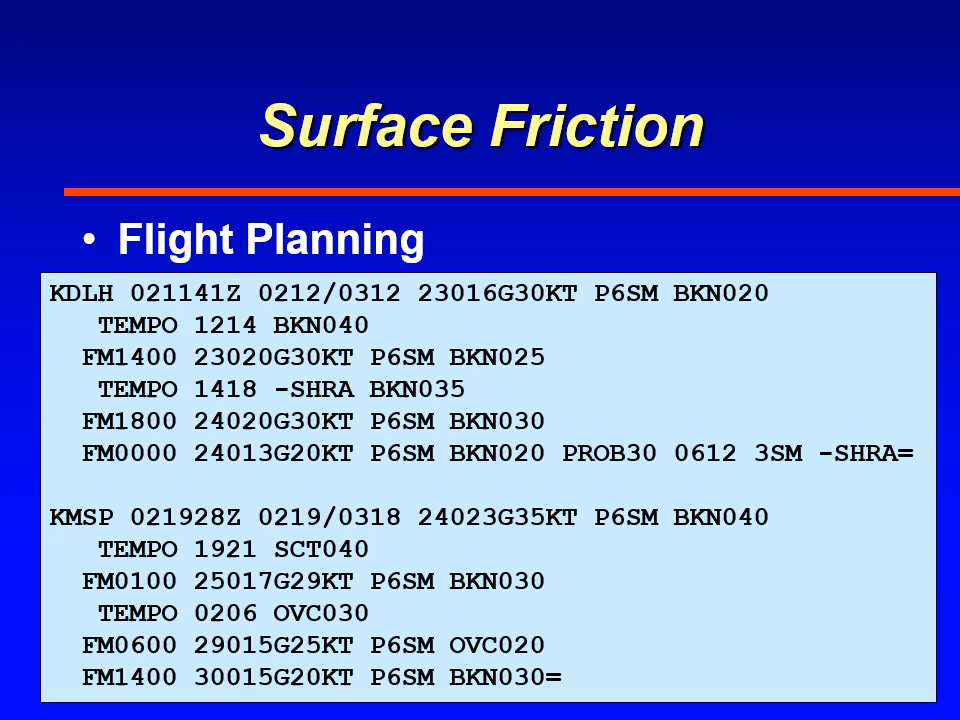 Surface Friction
• Flight Planning
KDLH 021141Z 0212/0312 23016G30KT P6SM BKN020
TEMPO 1214 BKN040
FM1400 23020G30KT P6SM BKN025
TEMPO 1418 -SHRA BKN035
FM1800 24020G30KT P6SM BKN030
FM0000 24013G20KT P6SM BKN020 PROB30 0612 3SM -SHRA=
KMSP 021928Z 0219/0318 24023G35KT P6SM BKN040
TEMPO 1921 SCT040
FM0100 25017G29KT P6SM BKN030
TEMPO 0206 OVC030
FM0600 29015G25KT P6SM OVC020
FM1400 30015G20KT P6SM BKN030=